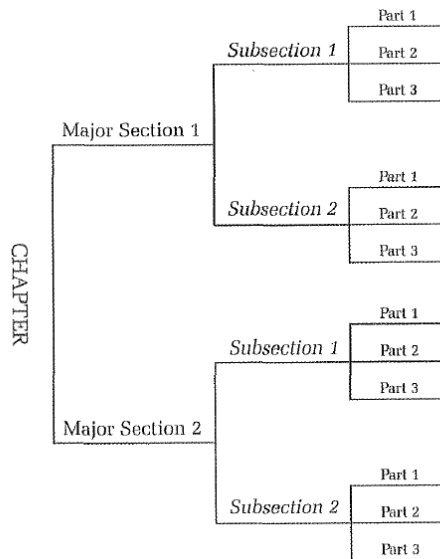 CHAPTER
Major Section 1
Subsection 1
Part 1
Part 2
Part 3
Subsection 2
Part 1
Part 2
Part 3
Major Section 2
Subsection 1
Part 1
Part 2
Part 3
Subsection 2
Part 1
Part 2
Part 3